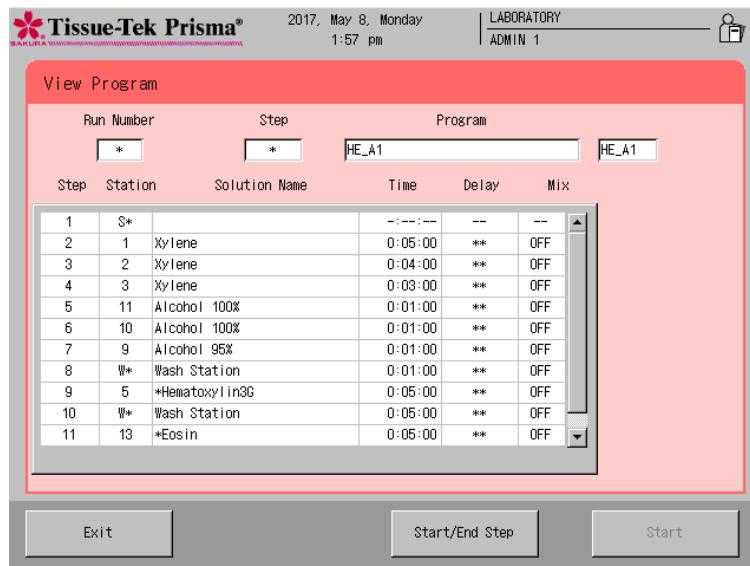 Tissue-Tek Prisma®
SAKURA
2017, May 8, Monday
1:57 pm
LABORATORY
ADMIN 1
View Program
Run Number Step Program
* * HE_A1 HE_A1
Step Station Solution Name Time Delay Mix
1 S* -:--:-- -- --
2 1 Xylene 0:05:00 ** OFF
3 2 Xylene 0:04:00 ** OFF
4 3 Xylene 0:03:00 ** OFF
5 11 Alcohol 100% 0:01:00 ** OFF
6 10 Alcohol 100% 0:01:00 ** OFF
7 9 Alcohol 95% 0:01:00 ** OFF
8 W* Wash Station 0:01:00 ** OFF
9 5 *Hematoxylin3G 0:05:00 ** OFF
10 W* Wash Station 0:05:00 ** OFF
11 13 *Eosin 0:05:00 ** OFF
Exit Start/End Step Start